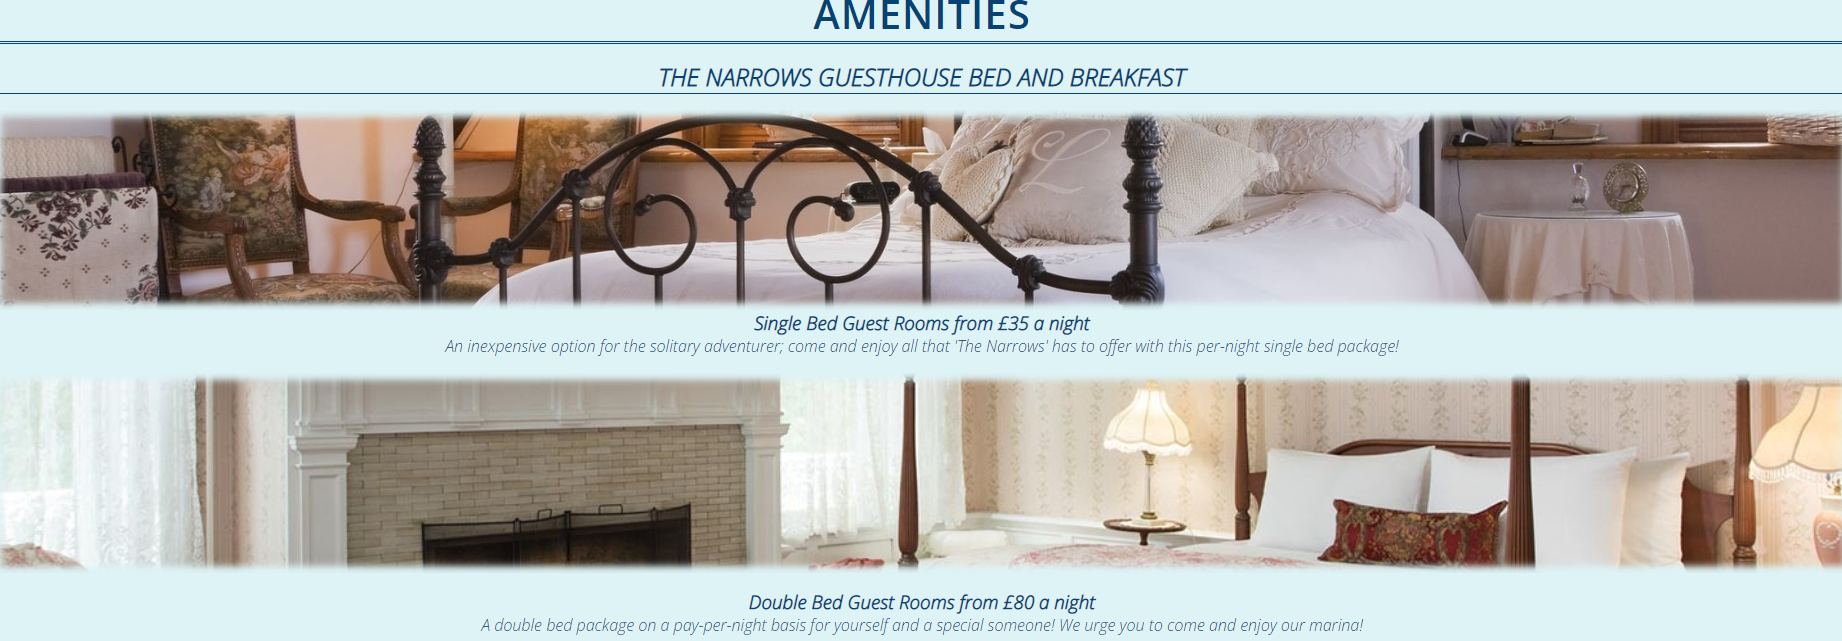 AMENITIES
THE NARROWS GUESTHOUSE BED AND BREAKFAST
L
Single Bed Guest Rooms from £35 a night
An inexpensive option for the solitary adventurer; come and enjoy all that 'The Narrows' has to offer with this per-night single bed package!
Double Bed Guest Rooms from £80 a night
A double bed package on a pay-per-night basis for yourself and a special someone! We urge you to come and enjoy our marina!